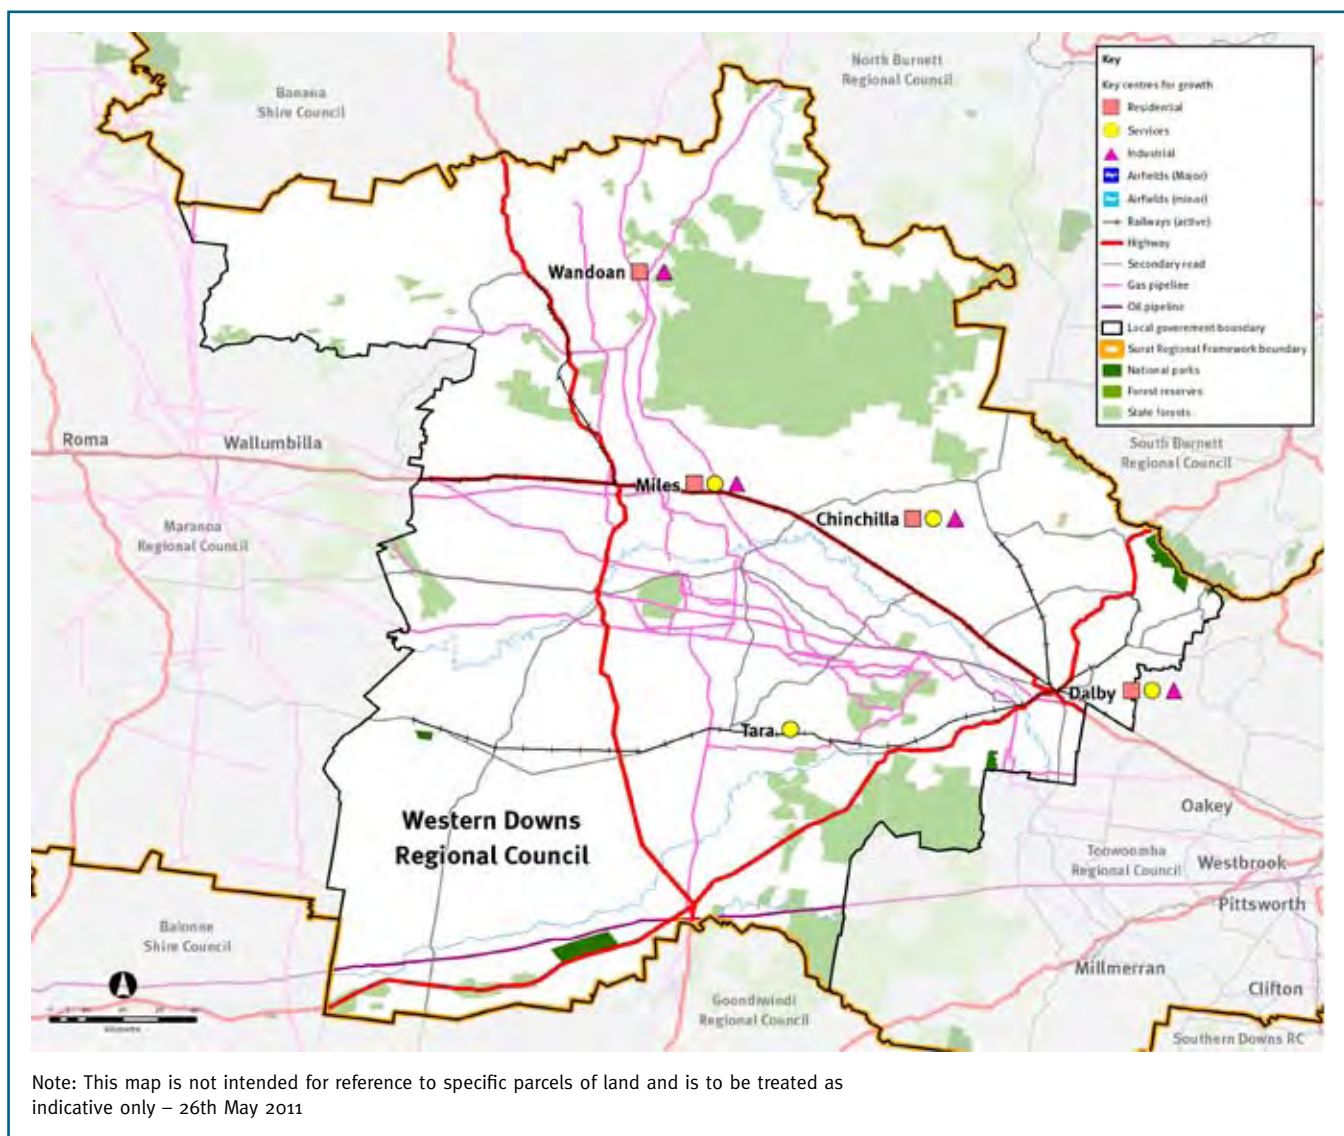 Banana
Shire Council
North Burnett
Regional Council
Key
Key centres for growth
Residential
Services
Industrial
Airfields (Major)
Airfields (minor)
Railways (active)
Highway
Secondary road
Gas pipeline
Oil pipeline
Local government boundary
Surat Regional Framework boundary
National parks
Forest reserves
State forests
Wandoan
Roma
Wallumbilla
South Burnett
Regional Council
Miles
Chinchilla
Maranoa
Regional Council
Dalby
Tara
Western Downs
Regional Council
Oakey
Toowoomba
Regional Council
Westbrook
Pittsworth
Balonne
Shire Council
Millmerran
Clifton
Goondiwindi
Regional Council
Southern Downs RC
Note: This map is not intended for reference to specific parcels of land and is to be treated as
indicative only – 26th May 2011